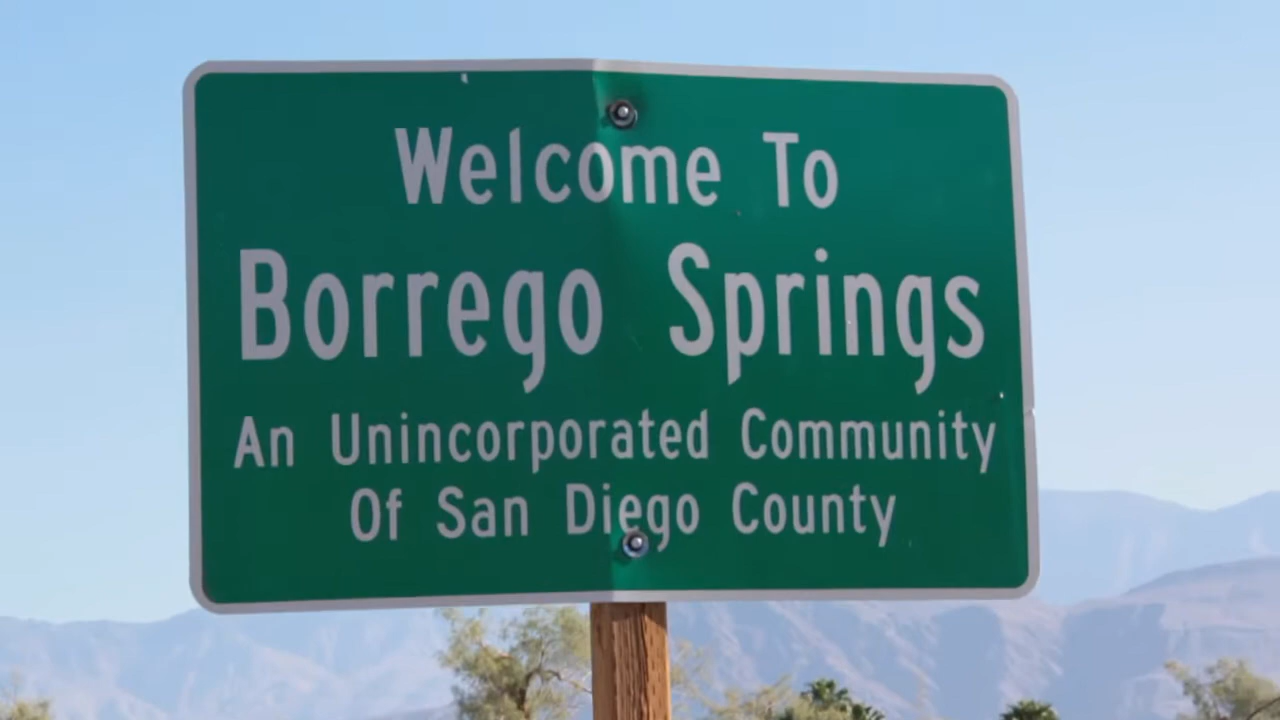 Welcome To
Borrego Springs
An Unincorporated Community
Of San Diego County